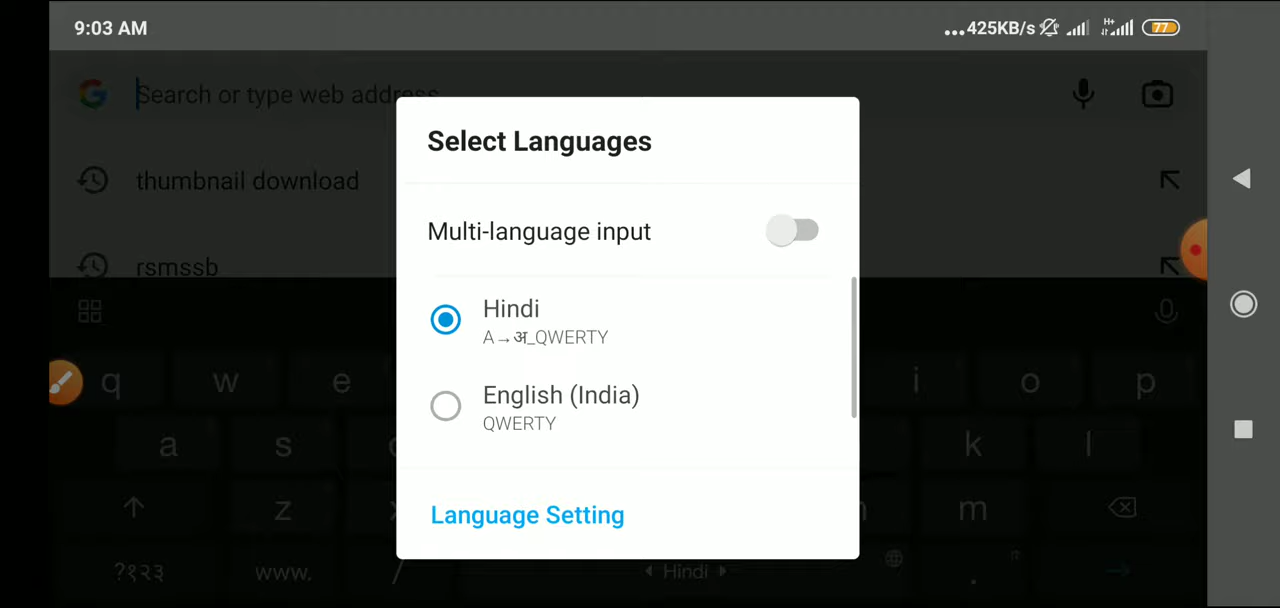 9:03 AM
...425KB/s H+ 77
Search or type web address
Select Languages
thumbnail download
Multi-language input
rsmssb
Hindi
A→अ_QWERTY
q w e i o p
English (India)
QWERTY
a s k l
z m
Language Setting
?१२३ www. / Hindi .